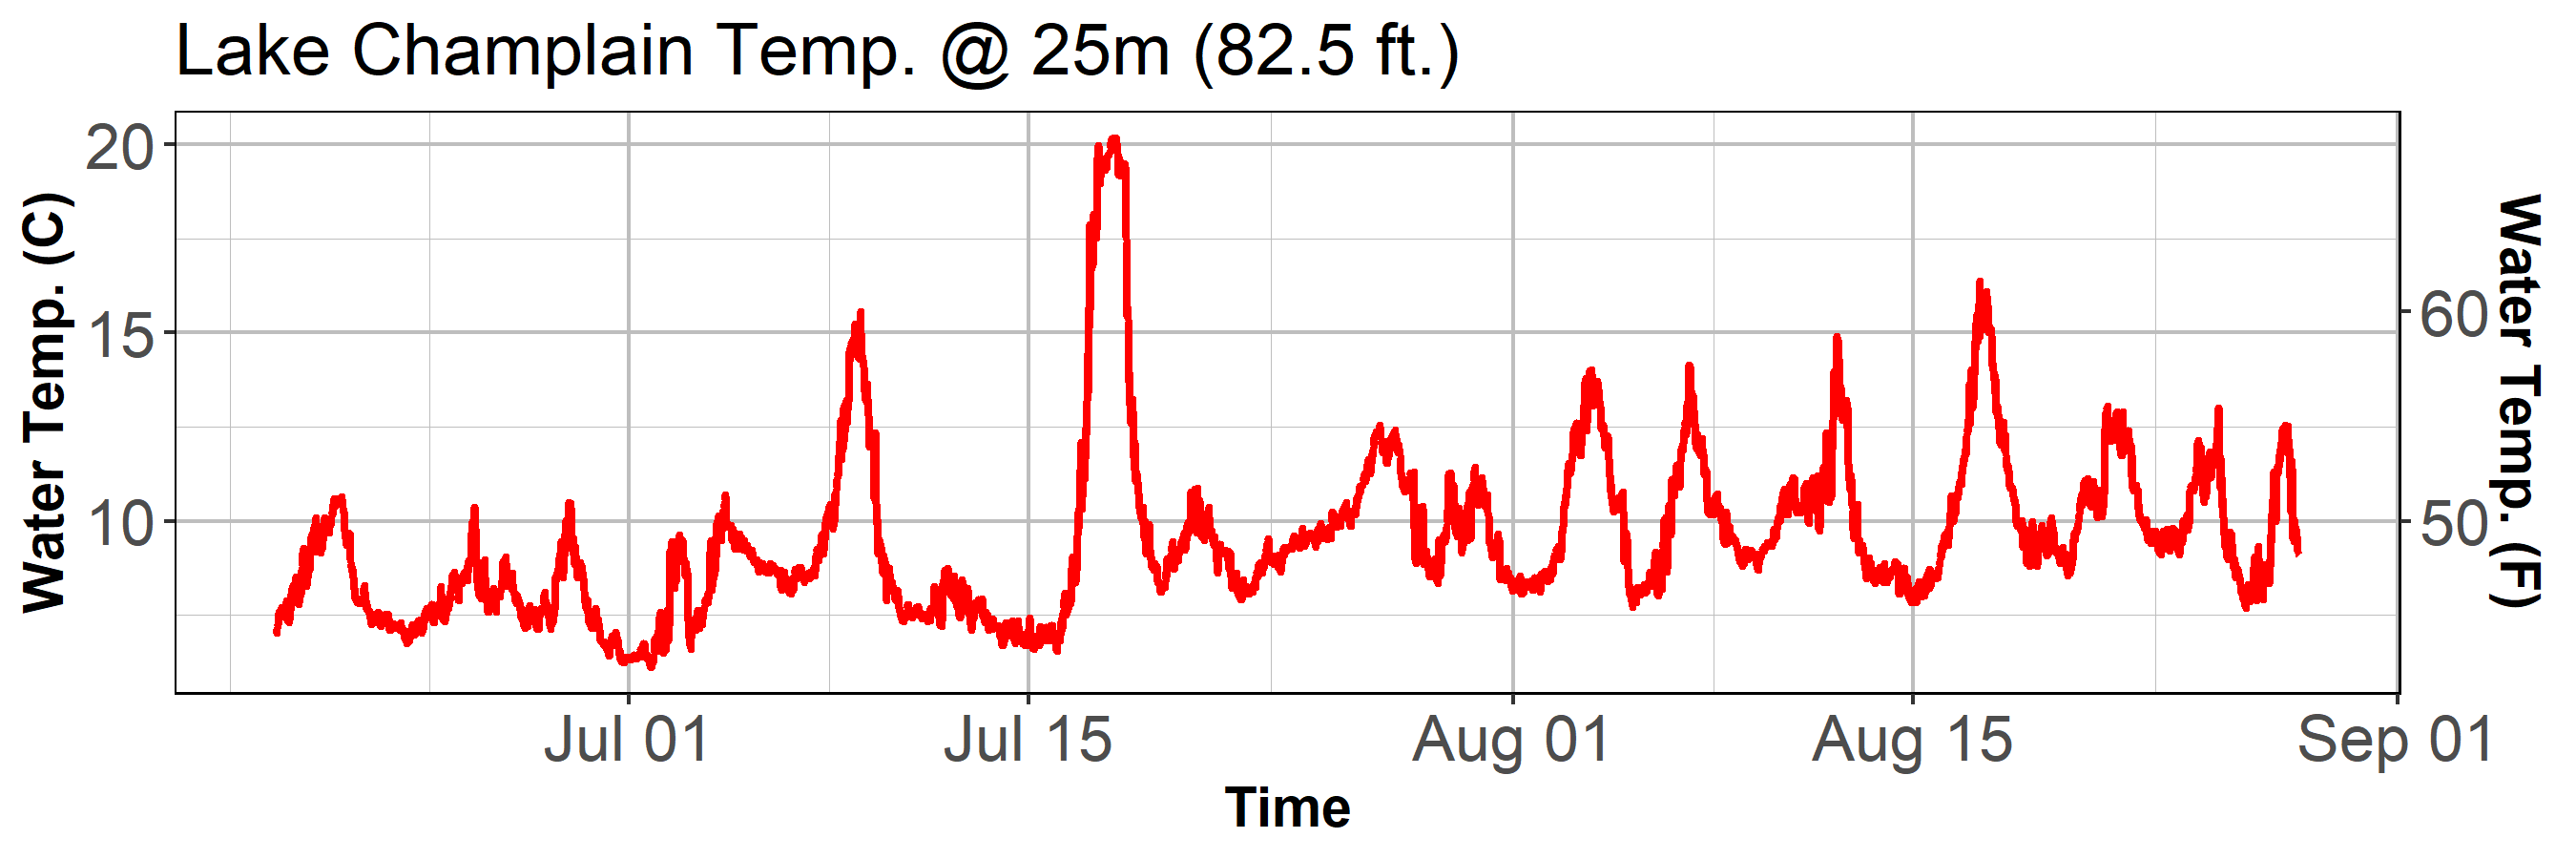 Lake Champlain Temp. @ 25m (82.5 ft.)
Water Temp. (C)
20
15
10
60
50
Water Temp. (F)
Jul 01
Jul 15
Aug 01
Aug 15
Sep 01
Time